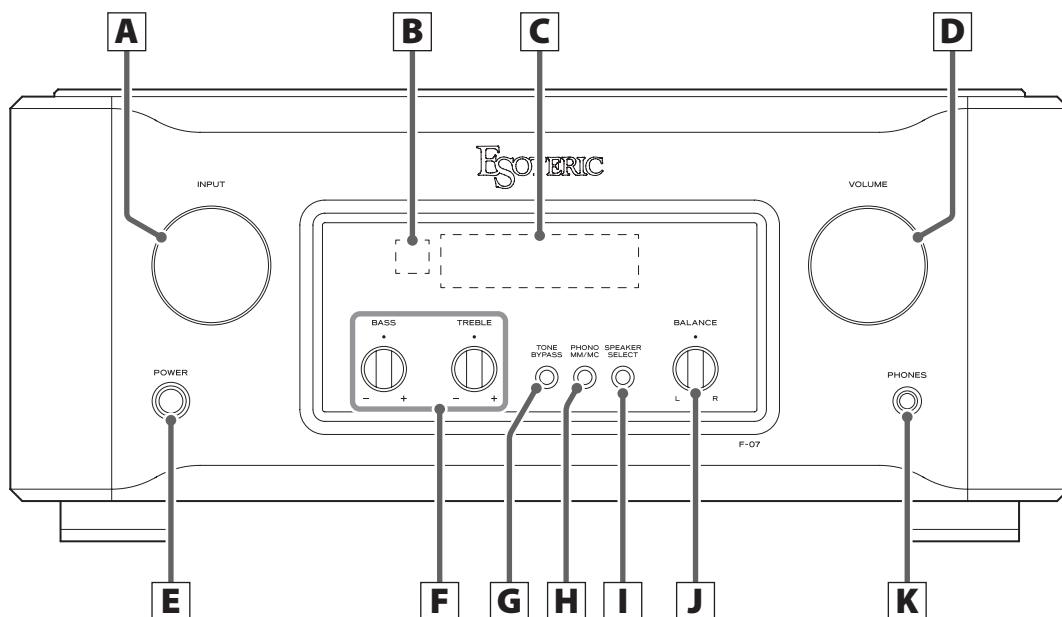 A B C D
ESOTERIC
INPUT
VOLUME
BASS TREBLE
TONE BYPASS
PHONO MM/MC
SPEAKER SELECT
BALANCE
- + - +
L R
POWER
PHONES
F-07
E F G H I J K